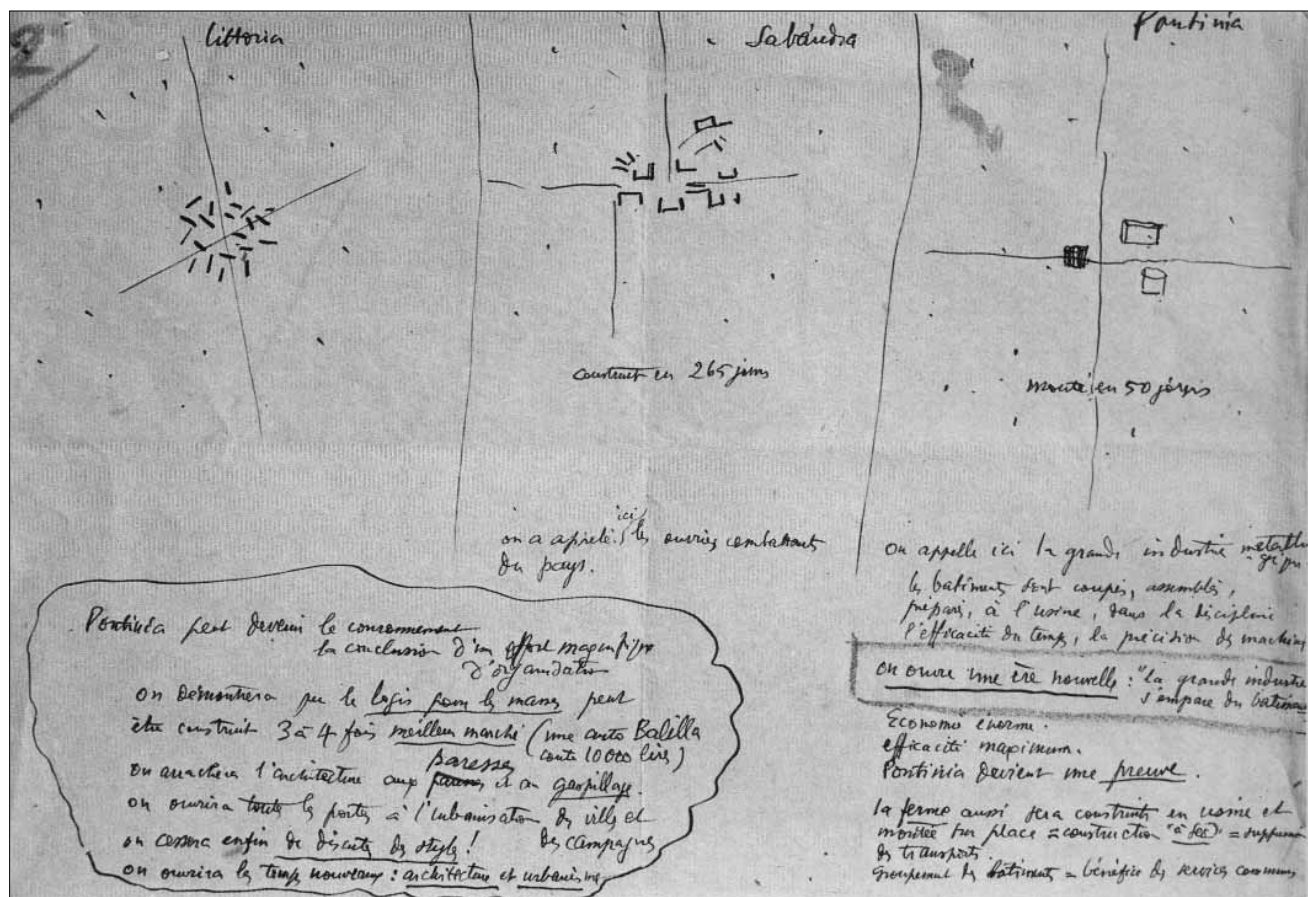 Littoria
Sabaudia
Pontinia
construit en 265 jours
monté en 50 jours
ici
on a appelé les ouvriers combattants
du pays.
on appelle ici la grande industrie métallurgique
les batîments sont coupés, assemblés,
préparés, à l'usine, dans la discipline
l'efficacité du temps, la précision des machines
on ouvre une ère nouvelle : "la grande industrie
s'empare du bâtiment
Economie énorme.
efficacité maximum.
Pontinia devient une preuve.
la ferme aussi sera construite en usine et
montée sur place = construction "à sec" = suppression
des transports.
groupement des bâtiments = bénéfice des services communs
Pontinia peut devenir le couronnement
la conclusion d'un effort magnifique
d'organisation
on démontrera que le logis pour les masses peut
être construit 3 à 4 fois meilleur marché (une auto Balilla
coute 10000 lires)
on arrachera l'architecture aux paresses et au gaspillage.
on ouvrira toutes les portes à l'urbanisation des villes et
des campagnes
on cessera enfin de discuter des styles !
on ouvrira les temps nouveaux : architecture et urbanisme